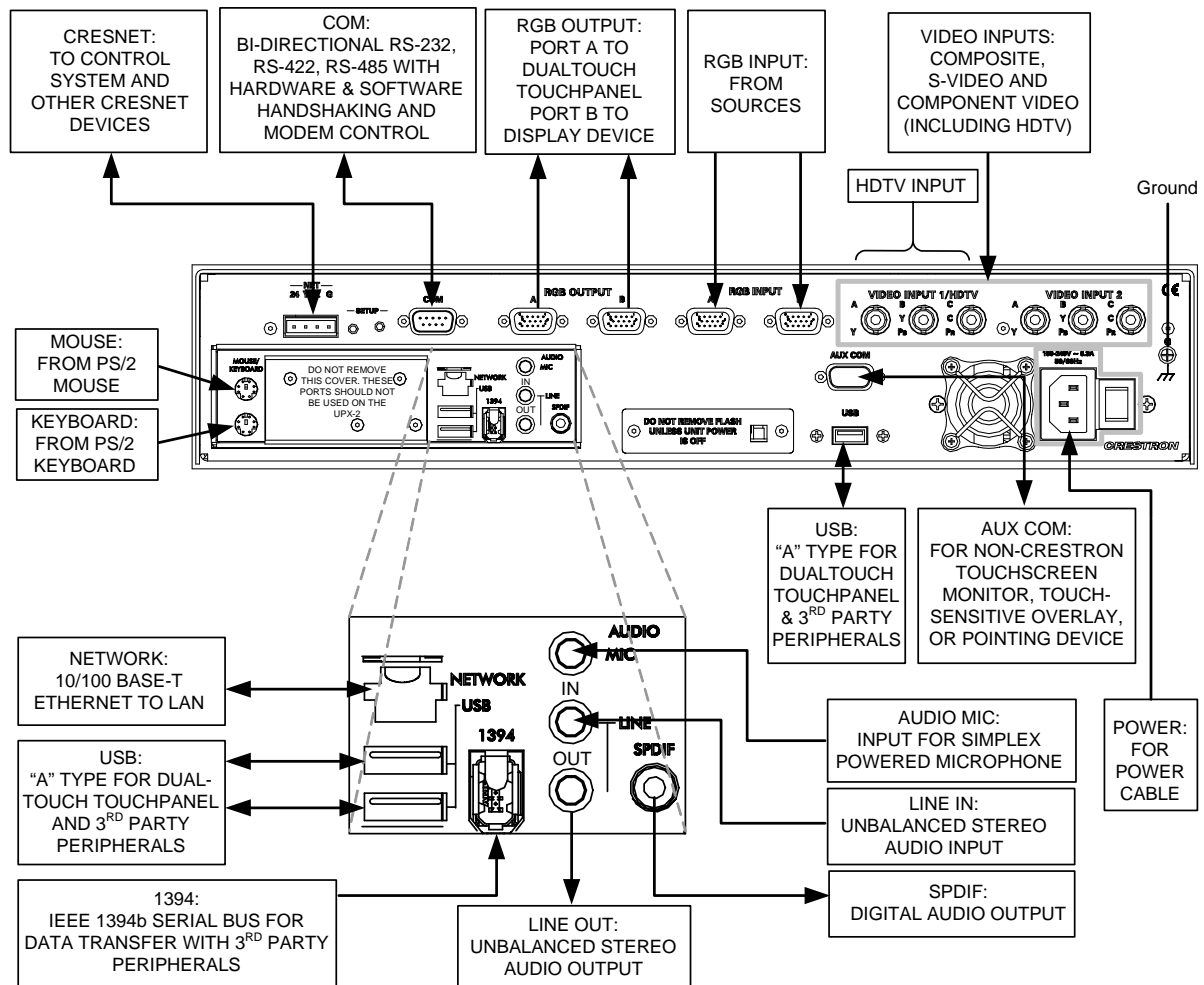 CRESNET:
TO CONTROL
SYSTEM AND
OTHER CRESNET
DEVICES
COM:
BI-DIRECTIONAL RS-232,
RS-422, RS-485 WITH
HARDWARE & SOFTWARE
HANDSHAKING AND
MODEM CONTROL
RGB OUTPUT:
PORT A TO
DUALTOUCH
TOUCHPANEL
PORT B TO
DISPLAY DEVICE
RGB INPUT:
FROM
SOURCES
VIDEO INPUTS:
COMPOSITE,
S-VIDEO AND
COMPONENT VIDEO
(INCLUDING HDTV)
HDTV INPUT
Ground
NET
24
G
SETUP
COM
A
RGB OUTPUT
B
A
RGB INPUT
VIDEO INPUT 1/HDTV
A
B
C
Y
C
Y
PB
PR
VIDEO INPUT 2
A
B
C
Y
C
Y
PB
PR
CE
G
MOUSE:
FROM PS/2
MOUSE
KEYBOARD:
FROM PS/2
KEYBOARD
MOUSE/
KEYBOARD
DO NOT REMOVE
THIS COVER. THESE
PORTS SHOULD NOT
BE USED ON THE
UPX-2
NETWORK
USB
1394
AUDIO
MIC
IN
LINE
OUT
SPDIF
DO NOT REMOVE FLASH
UNLESS UNIT POWER
IS OFF
AUX COM
USB
50/60Hz
CRESTRON
USB:
"A" TYPE FOR
DUALTOUCH
TOUCHPANEL
& 3RD PARTY
PERIPHERALS
AUX COM:
FOR NON-CRESTRON
TOUCHSCREEN
MONITOR, TOUCH-
SENSITIVE OVERLAY,
OR POINTING DEVICE
POWER:
FOR
POWER
CABLE
NETWORK:
10/100 BASE-T
ETHERNET TO LAN
USB:
"A" TYPE FOR DUAL-
TOUCH TOUCHPANEL
AND 3RD PARTY
PERIPHERALS
1394:
IEEE 1394b SERIAL BUS FOR
DATA TRANSFER WITH 3RD PARTY
PERIPHERALS
AUDIO
MIC
NETWORK
USB
IN
LINE
1394
OUT
SPDIF
AUDIO MIC:
INPUT FOR SIMPLEX
POWERED MICROPHONE
LINE IN:
UNBALANCED STEREO
AUDIO INPUT
SPDIF:
DIGITAL AUDIO OUTPUT
LINE OUT:
UNBALANCED STEREO
AUDIO OUTPUT